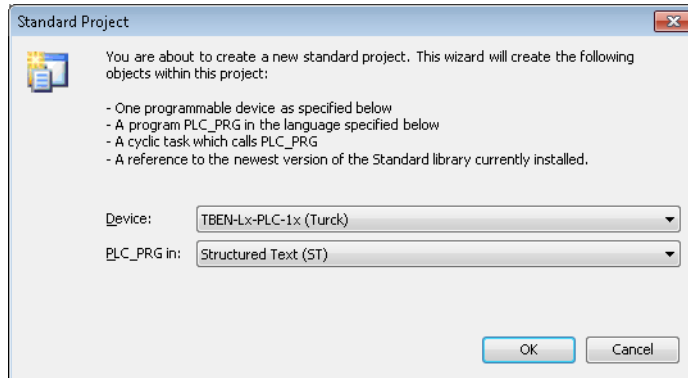 Standard Project
You are about to create a new standard project. This wizard will create the following
objects within this project:
- One programmable device as specified below
- A program PLC_PRG in the language specified below
- A cyclic task which calls PLC_PRG
- A reference to the newest version of the Standard library currently installed.
Device: TBEN-Lx-PLC-1x (Turck)
PLC_PRG in: Structured Text (ST)
OK Cancel